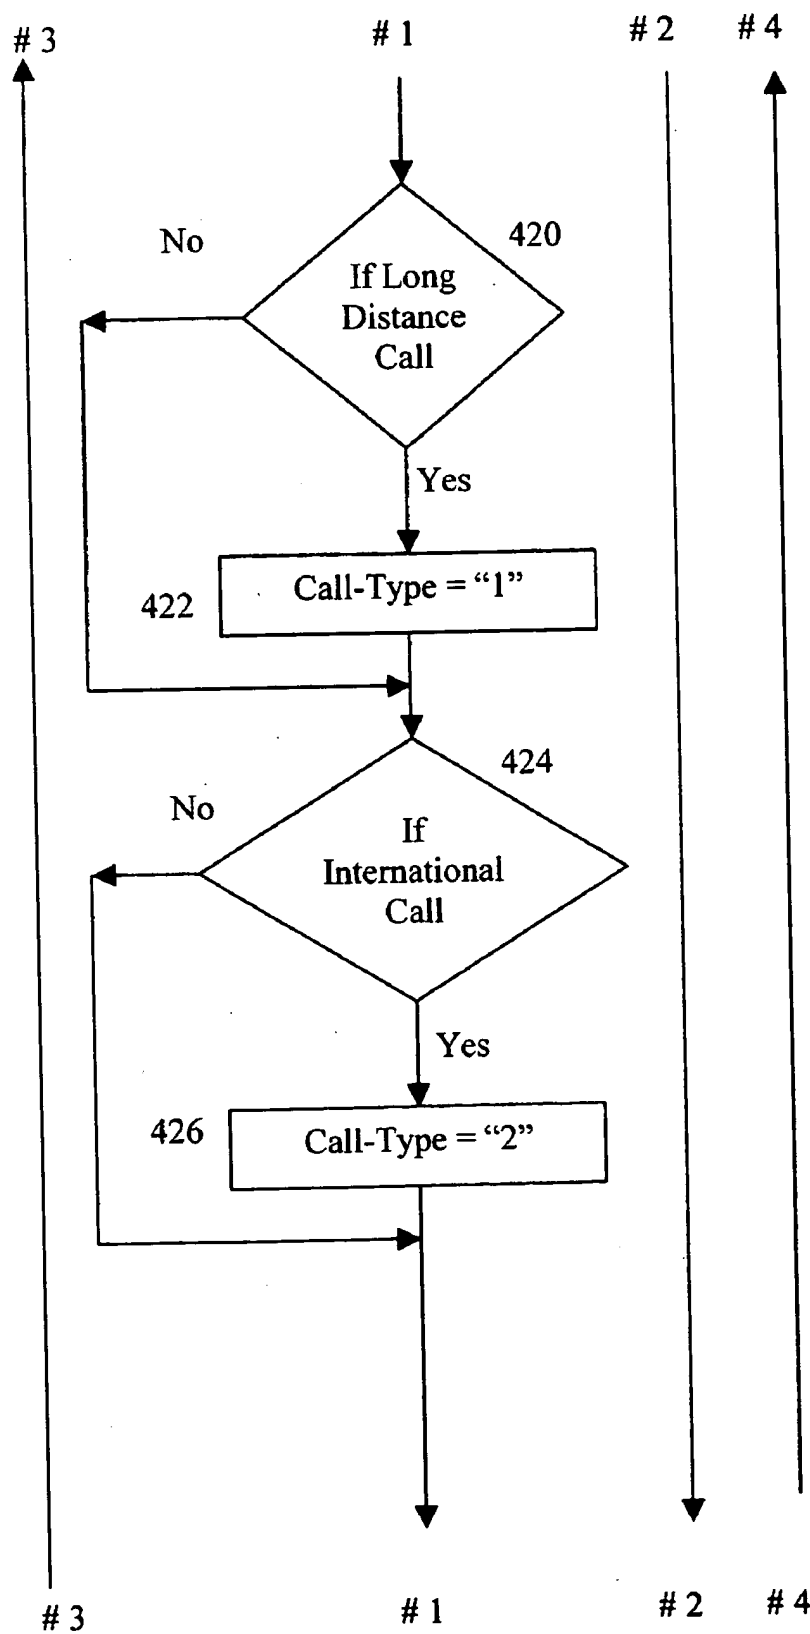 # 3
# 1
# 2
# 4
No
420
If Long
Distance
Call
Yes
422
Call-Type = “1”
424
No
If
International
Call
Yes
426
Call-Type = “2”
# 3
# 1
# 2
# 4